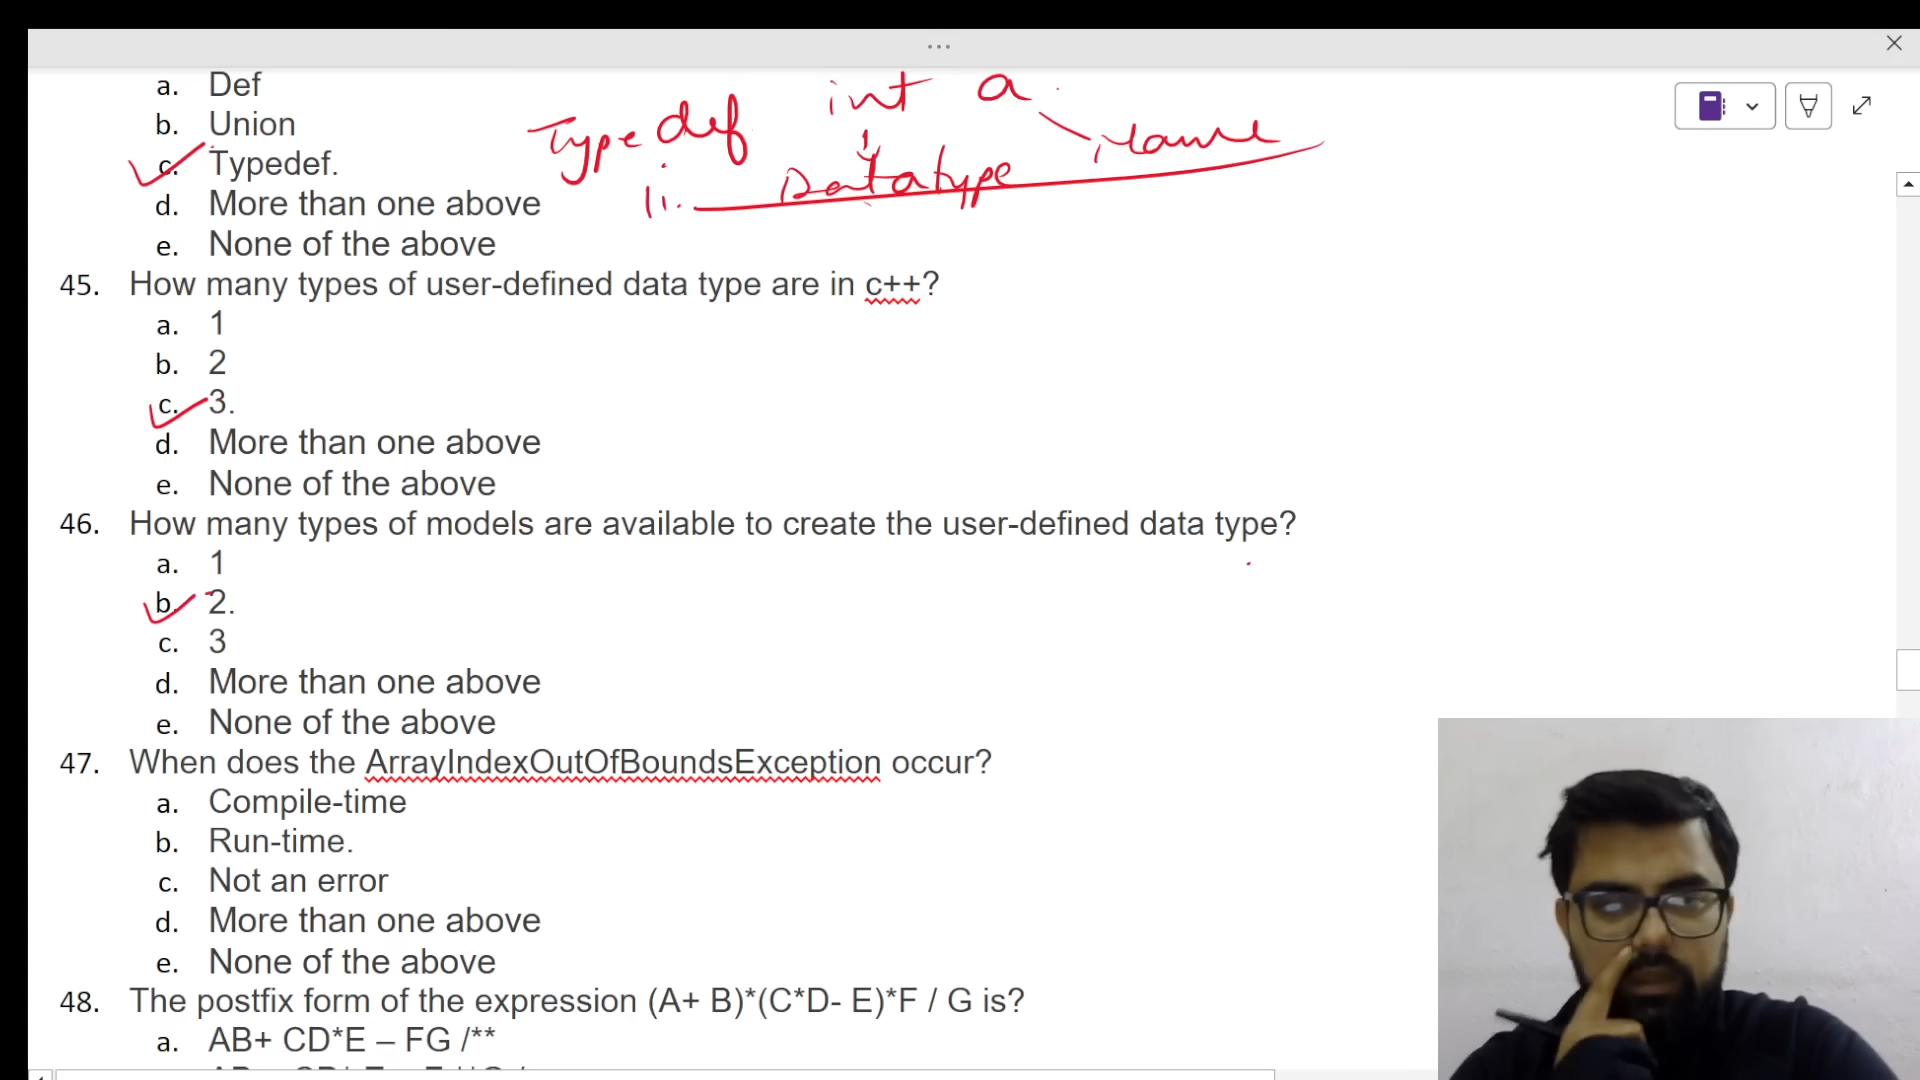 a. Def
b. Union
c. Typedef.
d. More than one above
e. None of the above
Typedef int a
Datatype Name
45. How many types of user-defined data type are in c++?
a. 1
b. 2
c. 3.
d. More than one above
e. None of the above
46. How many types of models are available to create the user-defined data type?
a. 1
b. 2.
c. 3
d. More than one above
e. None of the above
47. When does the ArrayIndexOutOfBoundsException occur?
a. Compile-time
b. Run-time.
c. Not an error
d. More than one above
e. None of the above
48. The postfix form of the expression (A+ B)*(C*D- E)*F / G is?
a. AB+ CD*E – FG /**